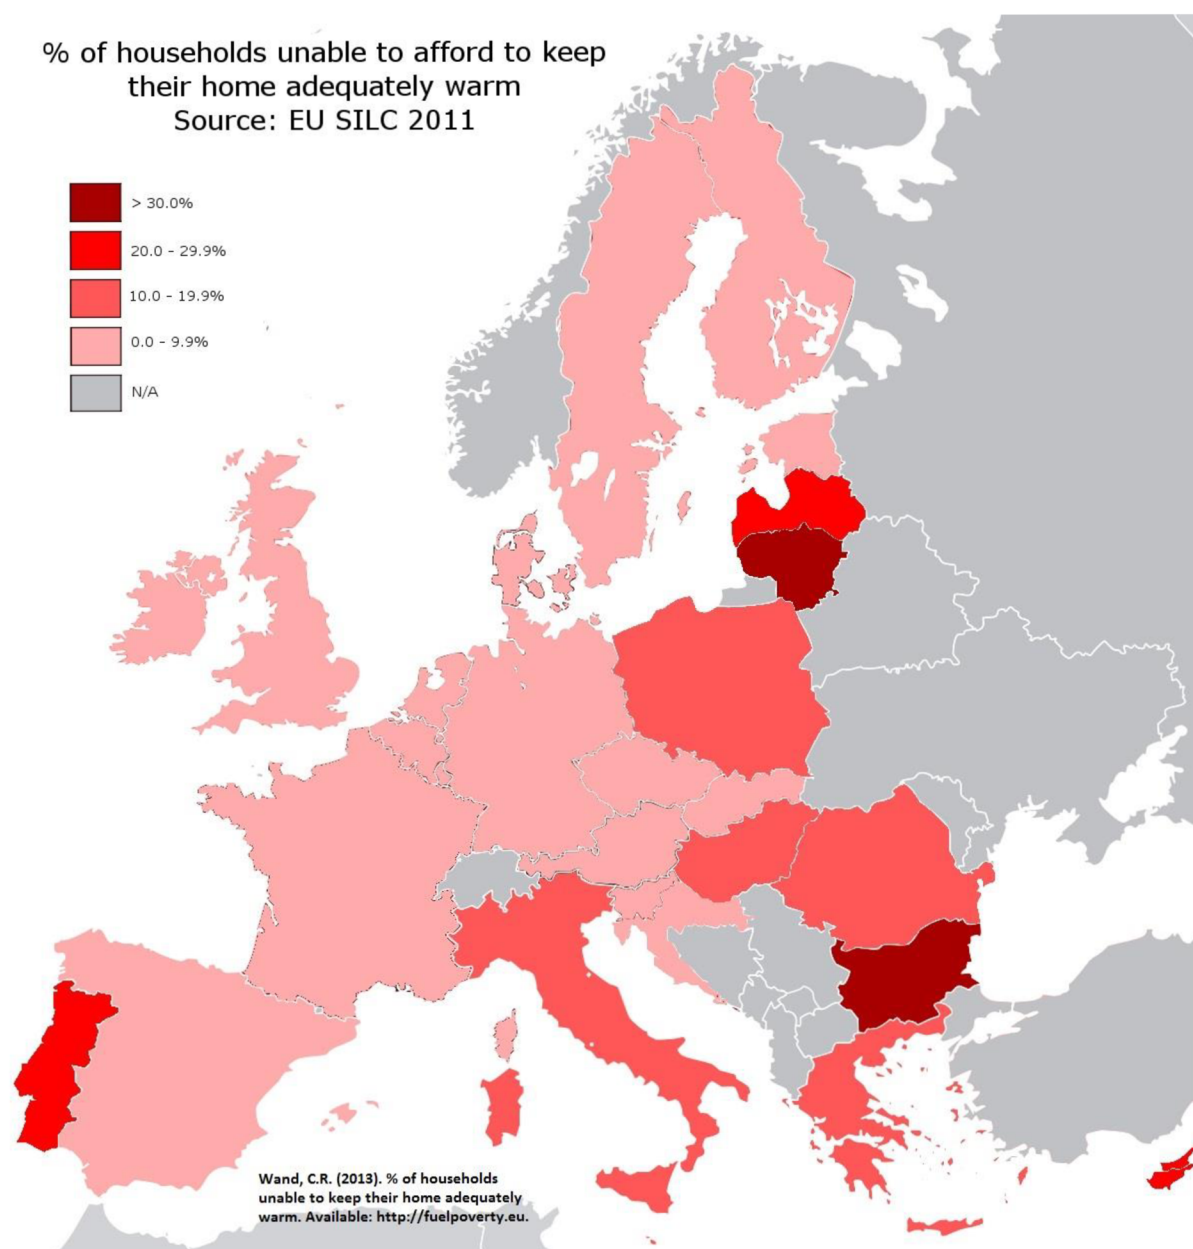 % of households unable to afford to keep
their home adequately warm
Source: EU SILC 2011
> 30.0%
20.0 - 29.9%
10.0 - 19.9%
0.0 - 9.9%
N/A
Wand, C.R. (2013). % of households
unable to keep their home adequately
warm. Available: http://fuelpoverty.eu.